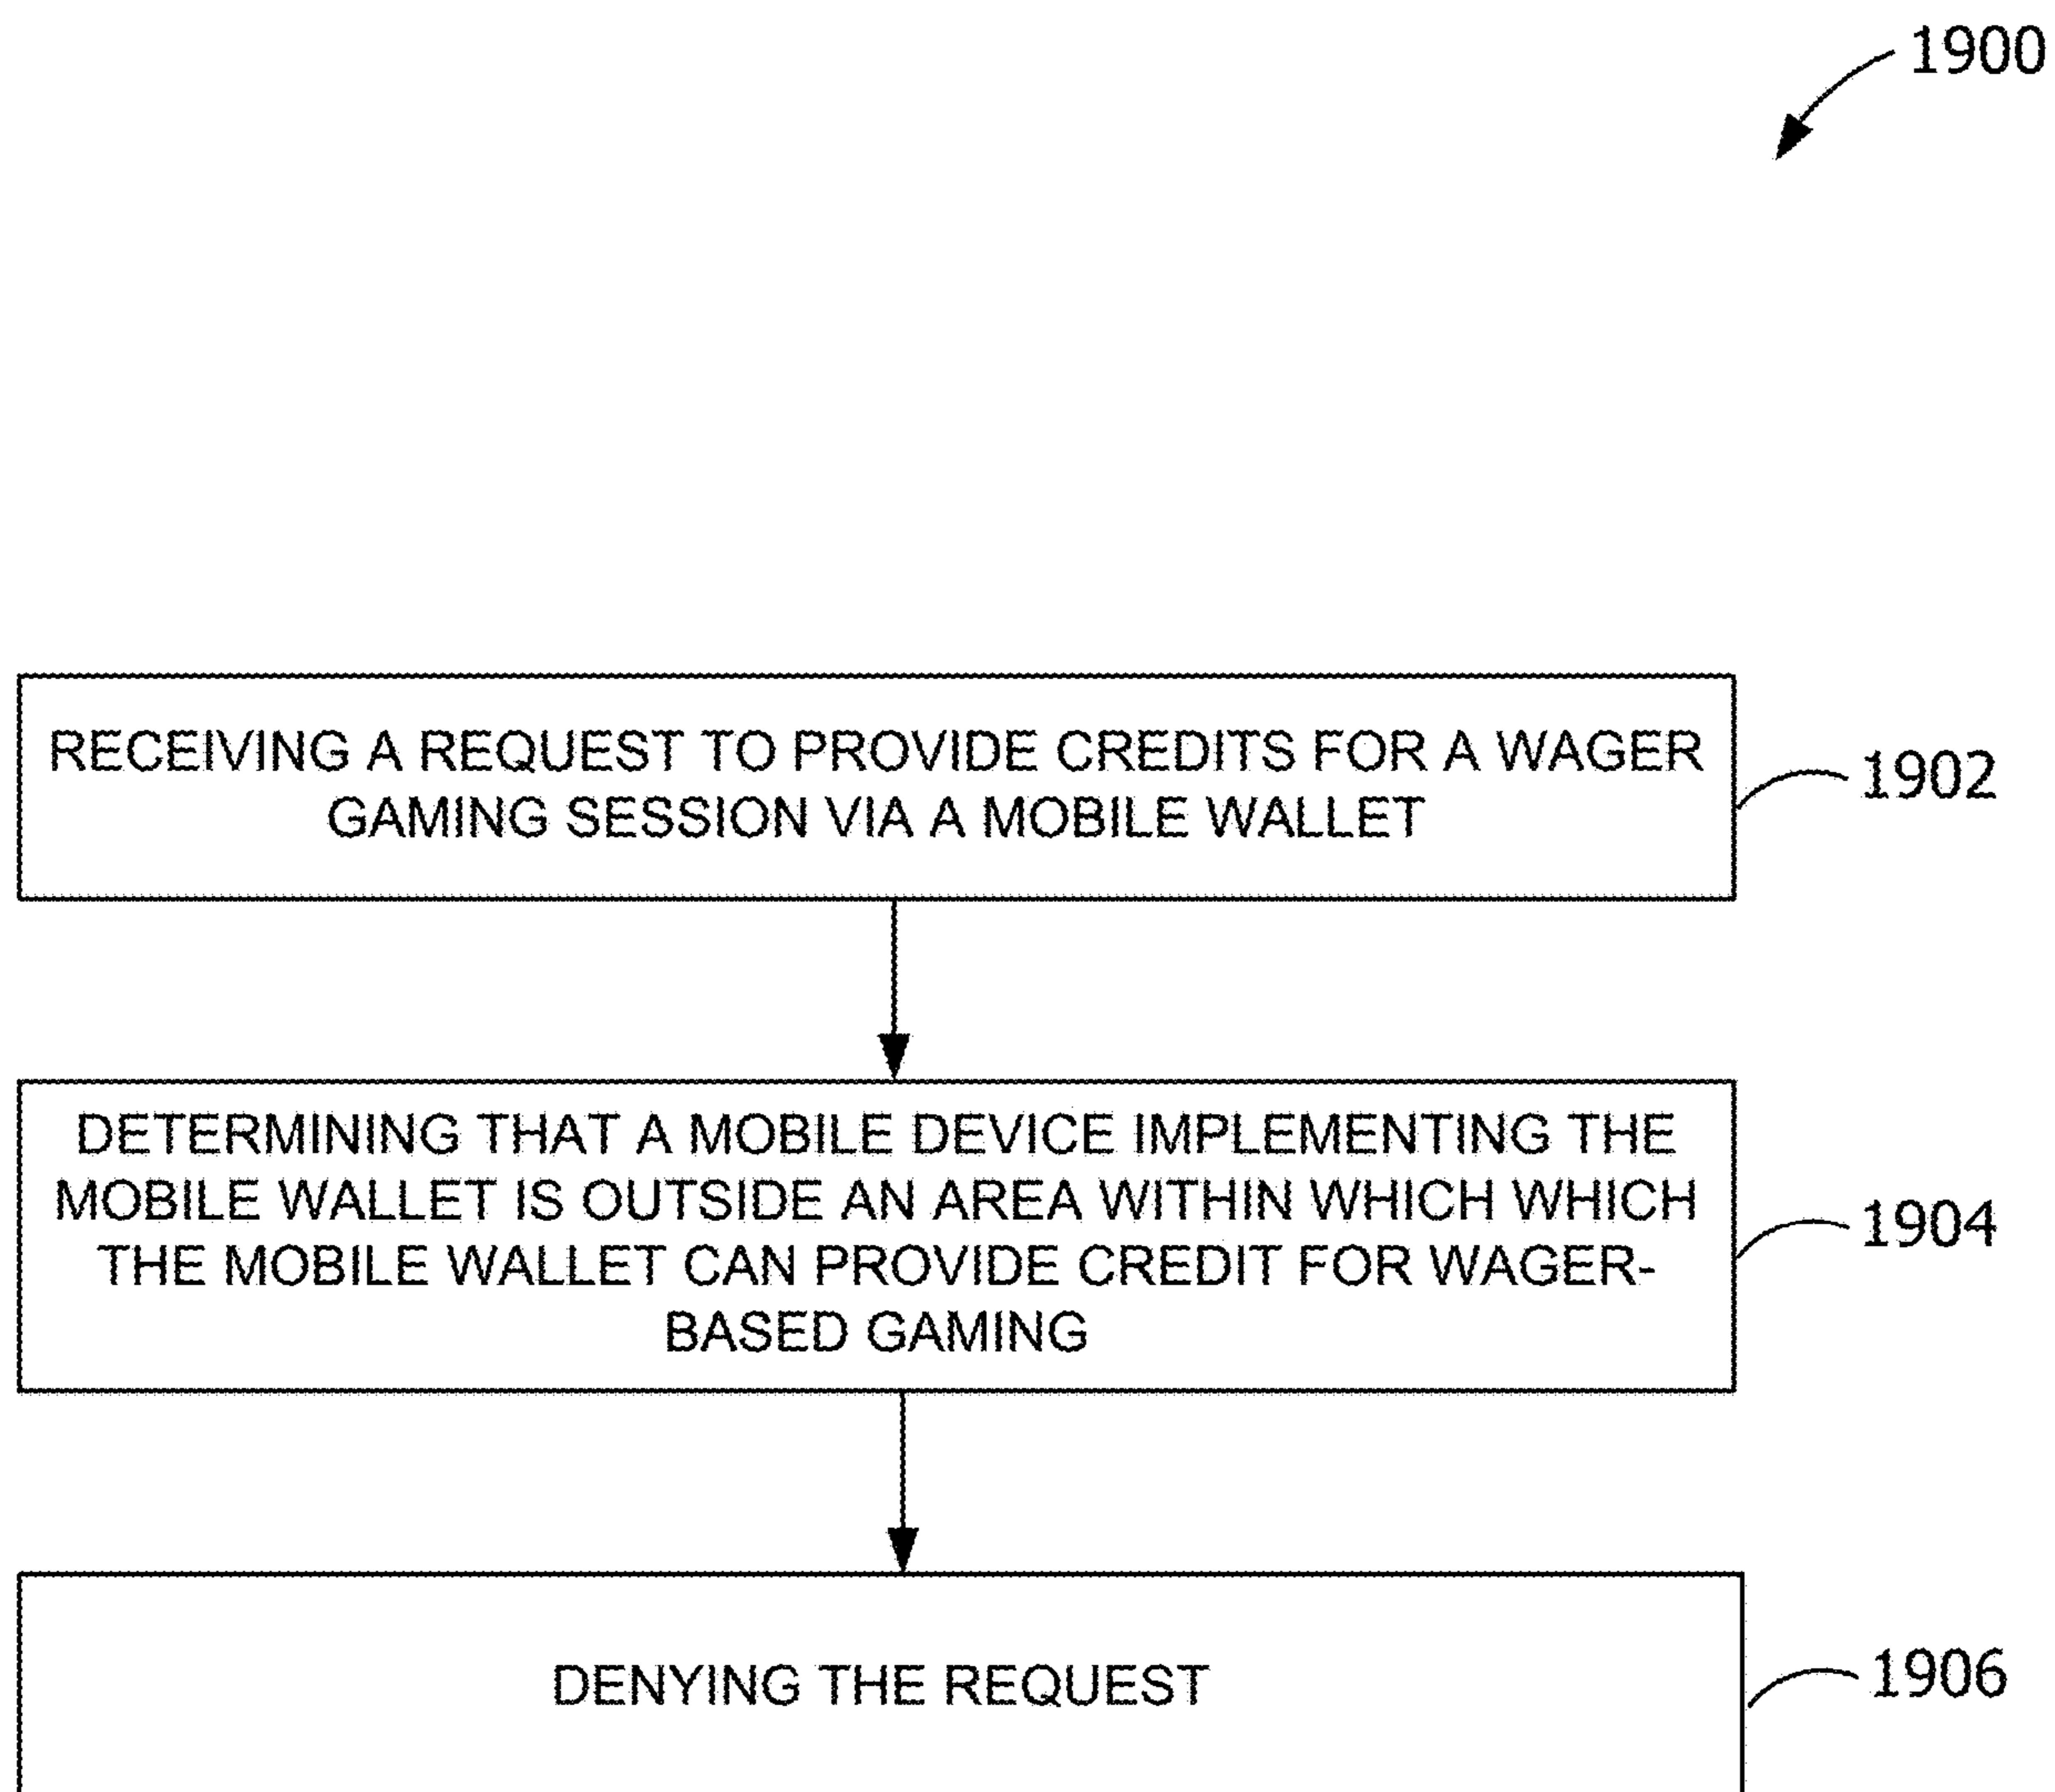 1900
RECEIVING A REQUEST TO PROVIDE CREDITS FOR A WAGER
GAMING SESSION VIA A MOBILE WALLET
1902
DETERMINING THAT A MOBILE DEVICE IMPLEMENTING THE
MOBILE WALLET IS OUTSIDE AN AREA WITHIN WHICH WHICH
THE MOBILE WALLET CAN PROVIDE CREDIT FOR WAGER-
BASED GAMING
1904
DENYING THE REQUEST
1906